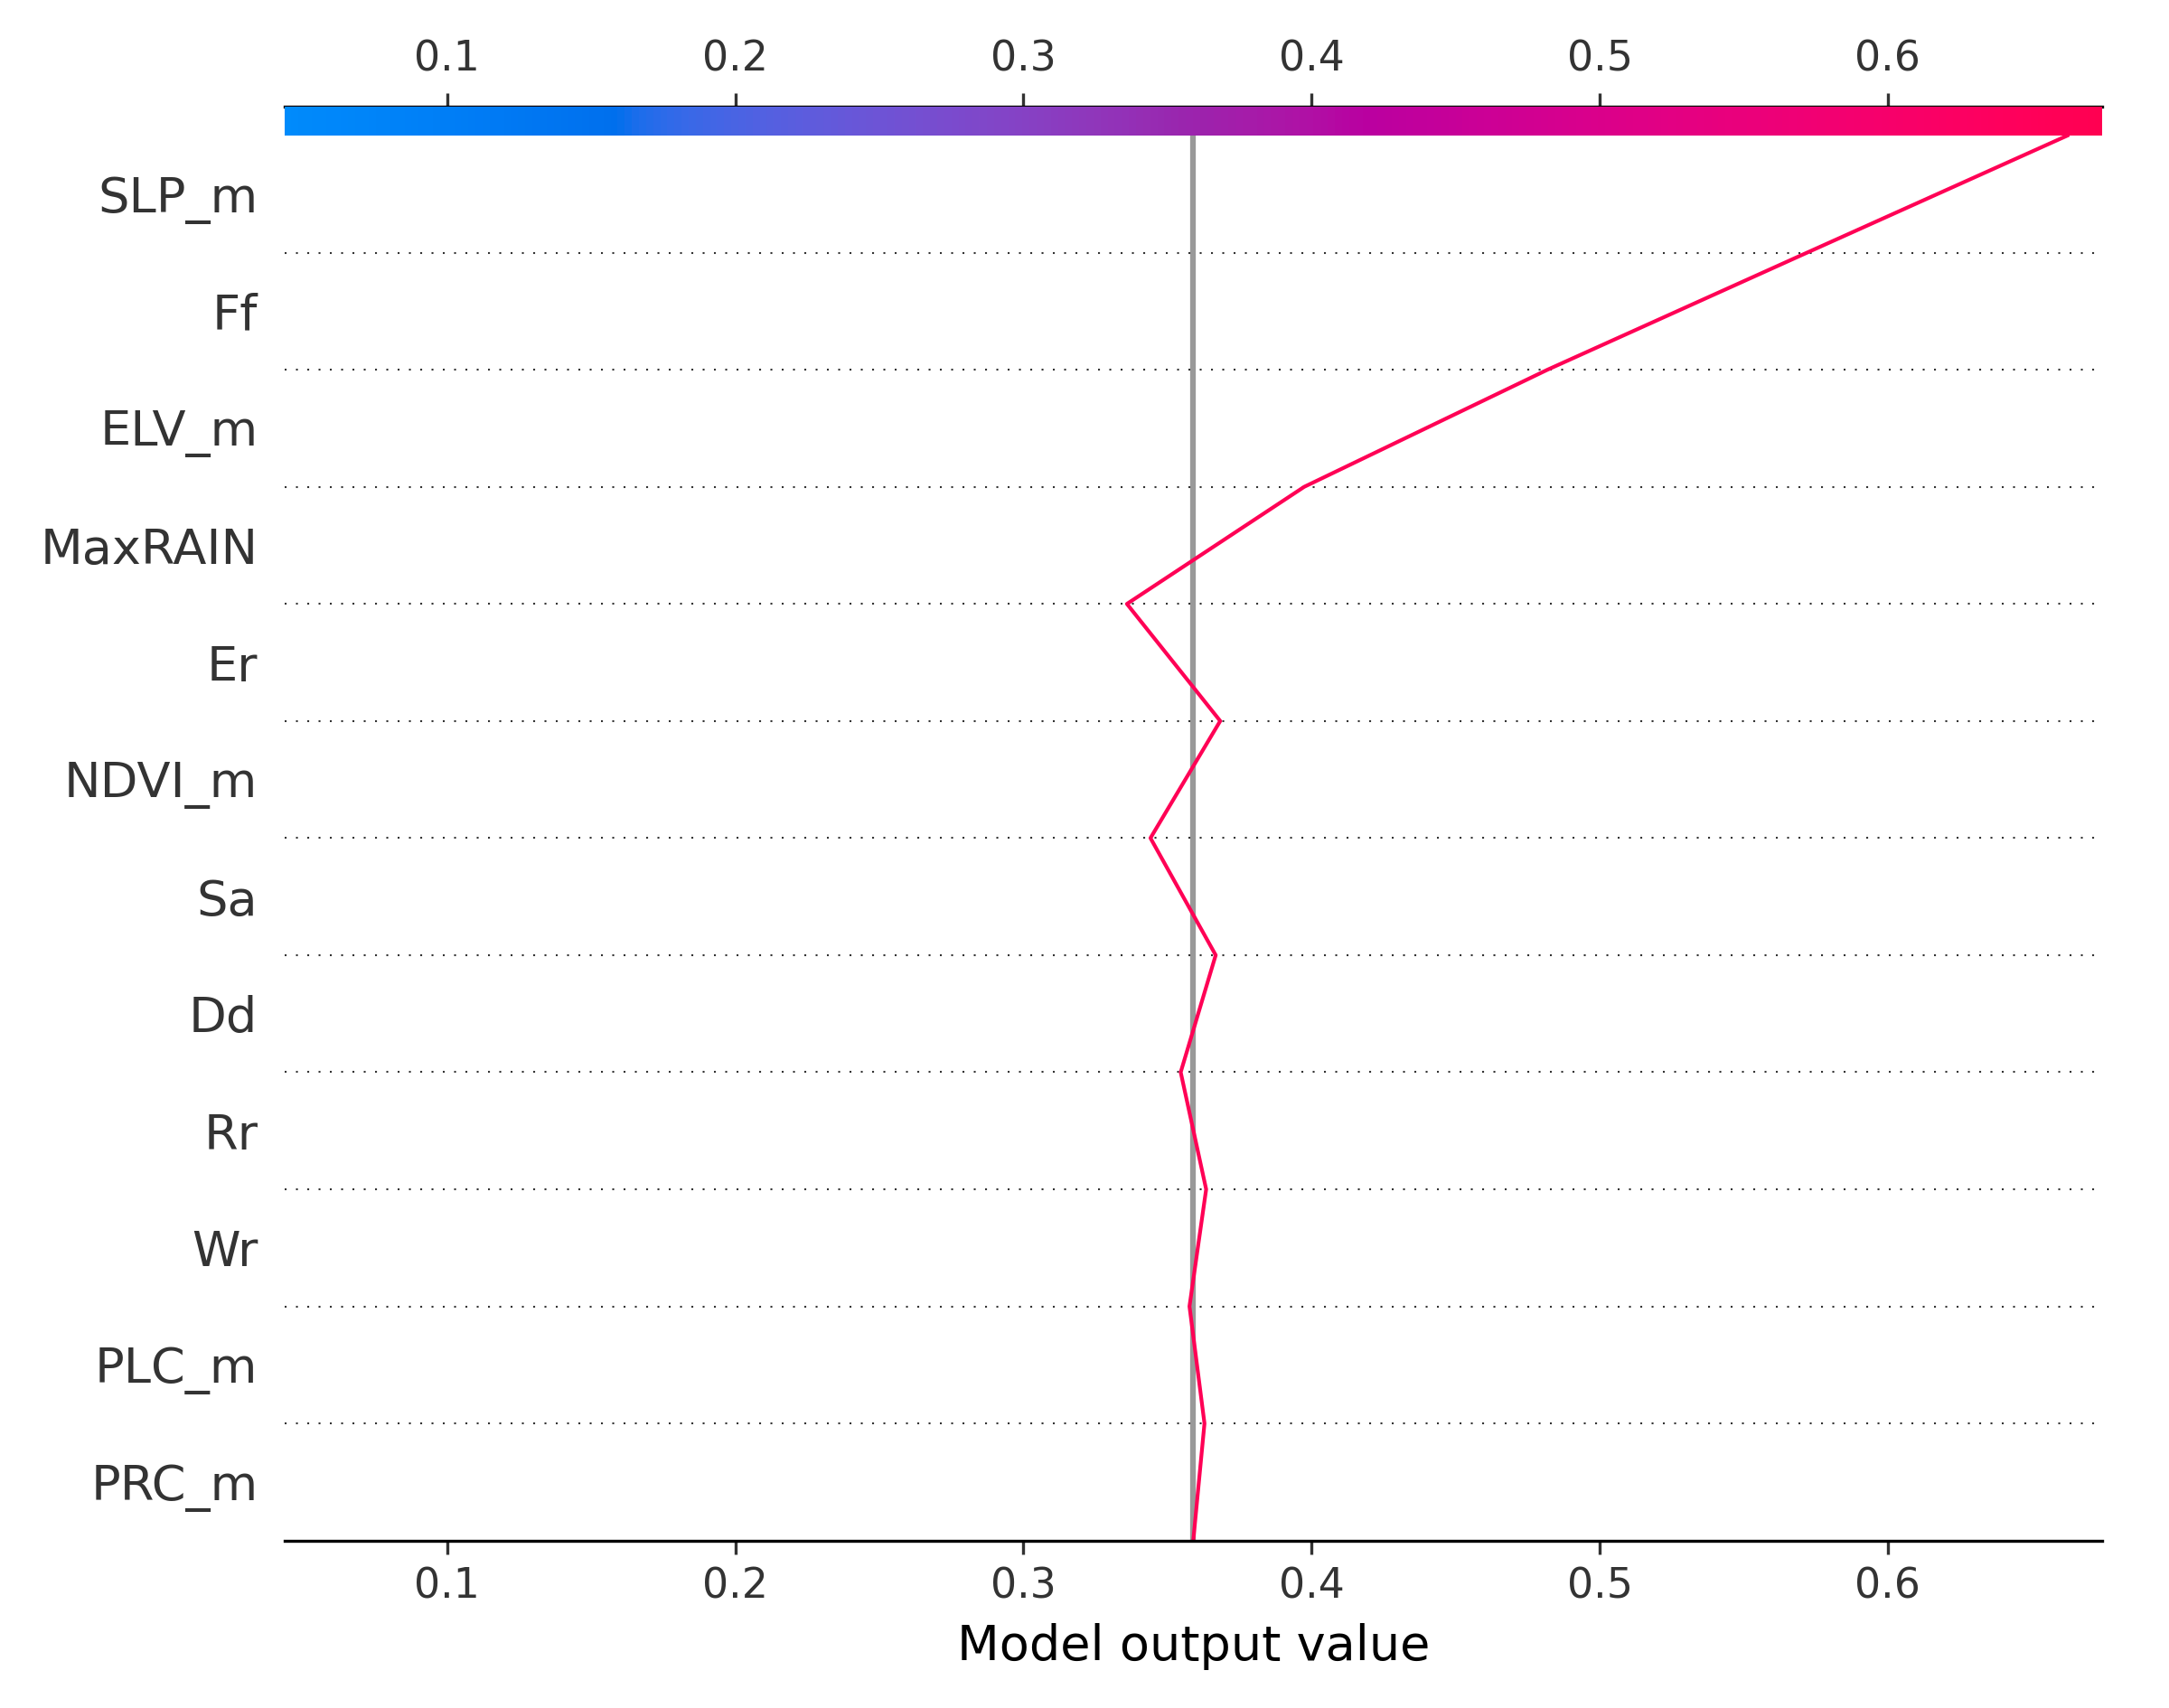 0.1 0.2 0.3 0.4 0.5 0.6
SLP_m
Ff
ELV_m
MaxRAIN
Er
NDVI_m
Sa
Dd
Rr
Wr
PLC_m
PRC_m
0.1 0.2 0.3 0.4 0.5 0.6
Model output value